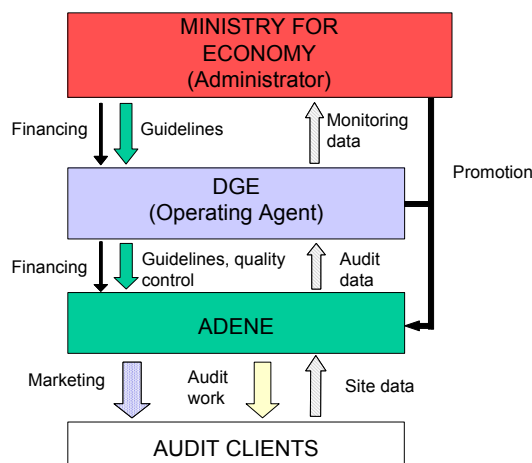 MINISTRY FOR
ECONOMY
(Administrator)
Financing
Guidelines
Monitoring
data
Promotion
DGE
(Operating Agent)
Financing
Guidelines, quality
control
Audit
data
ADENE
Marketing
Audit
work
Site data
AUDIT CLIENTS